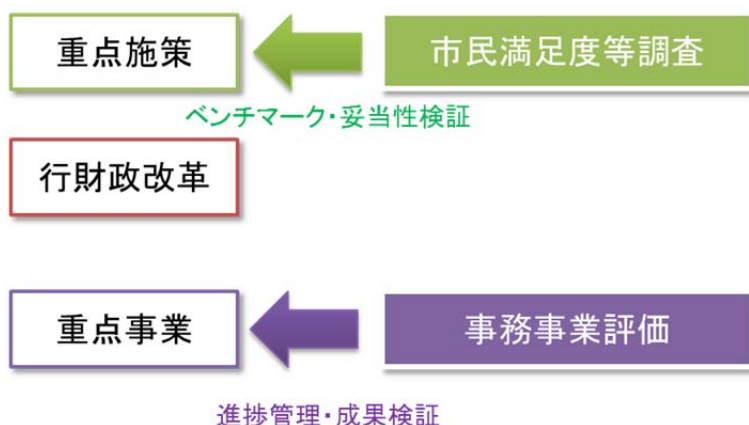 重点施策
市民満足度等調査
ベンチマーク・妥当性検証
行財政改革
重点事業
事務事業評価
進捗管理・成果検証